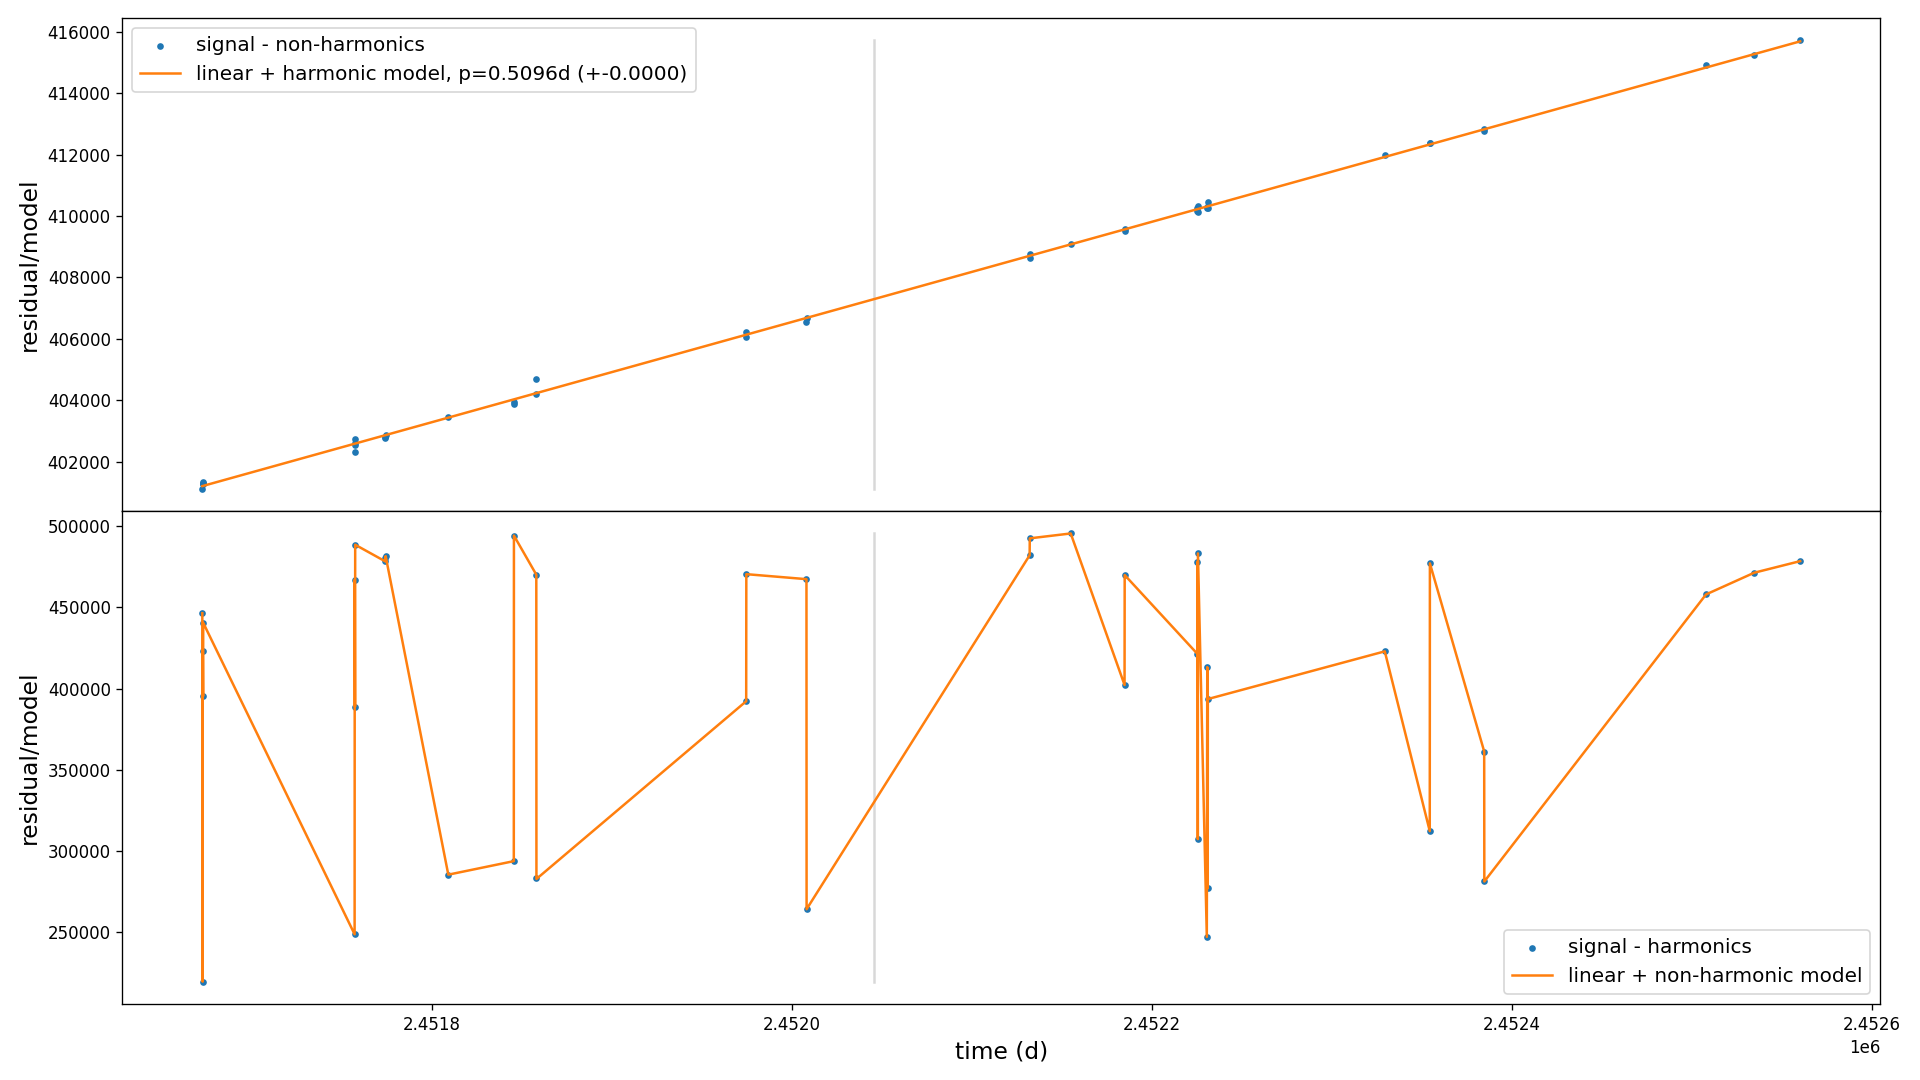 416000
414000
412000
410000
408000
406000
404000
402000
residual/model
signal - non-harmonics
linear + harmonic model, p=0.5096d (+-0.0000)
500000
450000
400000
350000
300000
250000
residual/model
signal - harmonics
linear + non-harmonic model
2.4518 2.4520 2.4522 2.4524 2.4526
1e6
time (d)